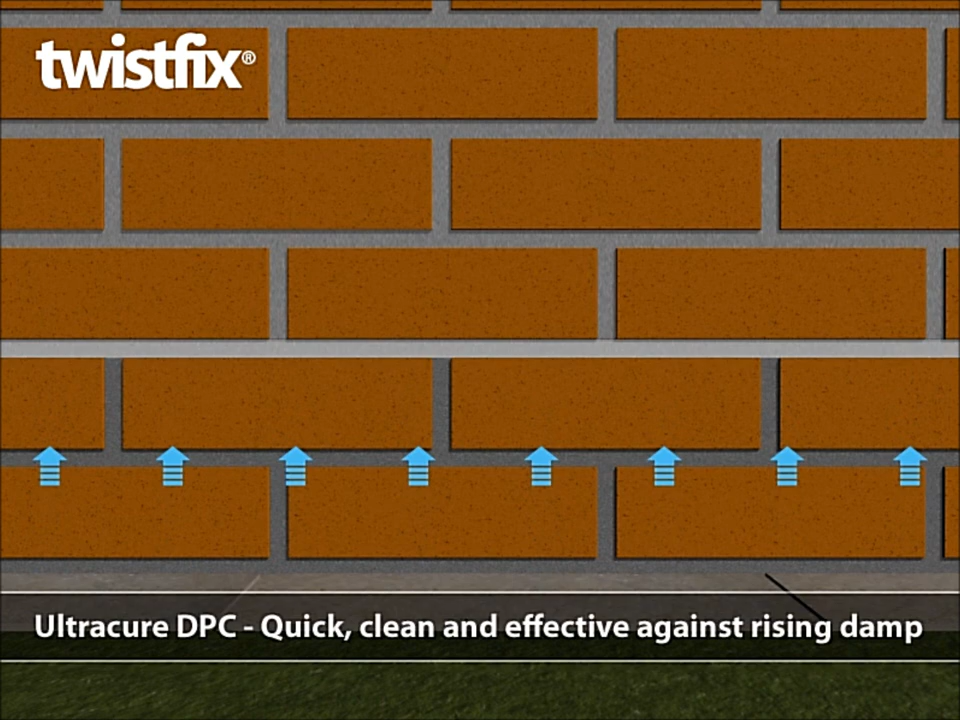 twistfix®
Ultracure DPC - Quick, clean and effective against rising damp